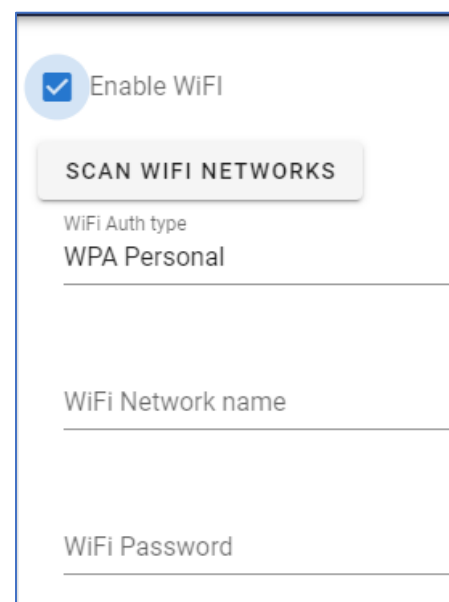 Enable WiFI
SCAN WIFI NETWORKS
WiFi Auth type
WPA Personal
WiFi Network name
WiFi Password